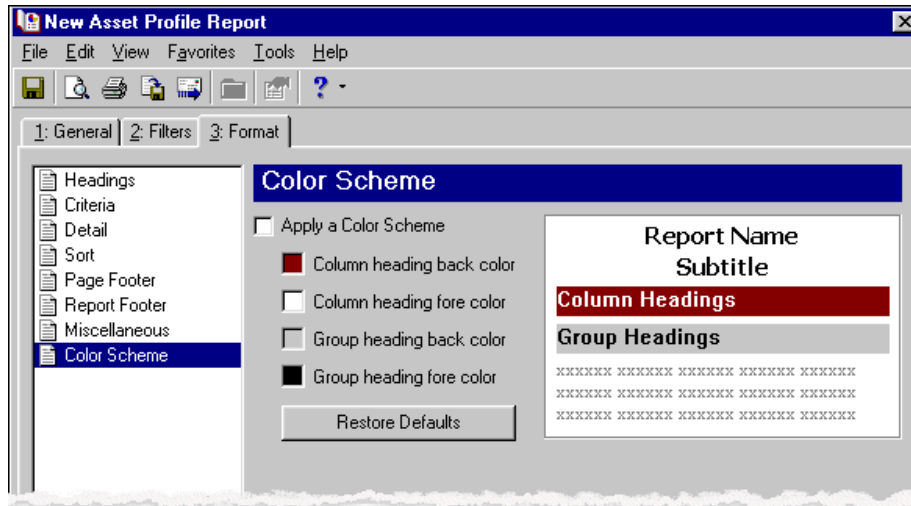 New Asset Profile Report
File Edit View Favorites Tools Help
?
1: General 2: Filters 3: Format
Headings
Criteria
Detail
Sort
Page Footer
Report Footer
Miscellaneous
Color Scheme
Color Scheme
Apply a Color Scheme
Column heading back color
Column heading fore color
Group heading back color
Group heading fore color
Restore Defaults
Report Name
Subtitle
Column Headings
Group Headings
xxxxxx xxxxxx xxxxxx xxxxxx xxxxxx
xxxxxx xxxxxx xxxxxx xxxxxx xxxxxx
xxxxxx xxxxxx xxxxxx xxxxxx xxxxxx